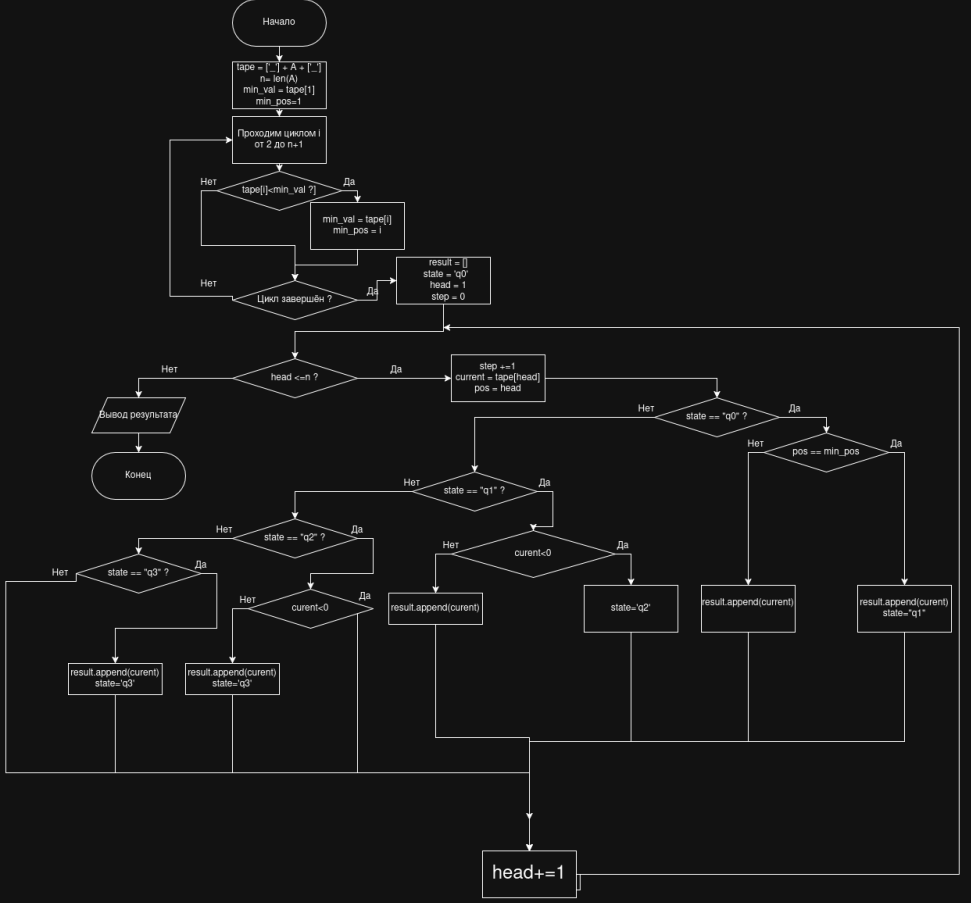 Начало
tape = ['_'] + A + ['_']
n= len(A)
min_val = tape[1]
min_pos=1
Проходим циклом i
от 2 до n+1
Нет
tape[i]<min_val ?]
Да
min_val = tape[i]
min_pos = i
Нет
Цикл завершён ?
Да
result = []
state = 'q0'
head = 1
step = 0
Нет
head <=n ?
Да
step +=1
current = tape[head]
pos = head
Вывод результата
Конец
Нет
state == "q0" ?
Да
Нет
pos == min_pos
Да
Нет
state == "q1" ?
Да
Нет
state == "q2" ?
Да
Нет
curent<0
Да
Нет
state == "q3" ?
Да
Нет
curent<0
Да
result.append(curent)
state='q2'
result.append(current)
result.append(curent)
state="q1"
result.append(curent)
state='q3'
result.append(curent)
state='q3'
head+=1